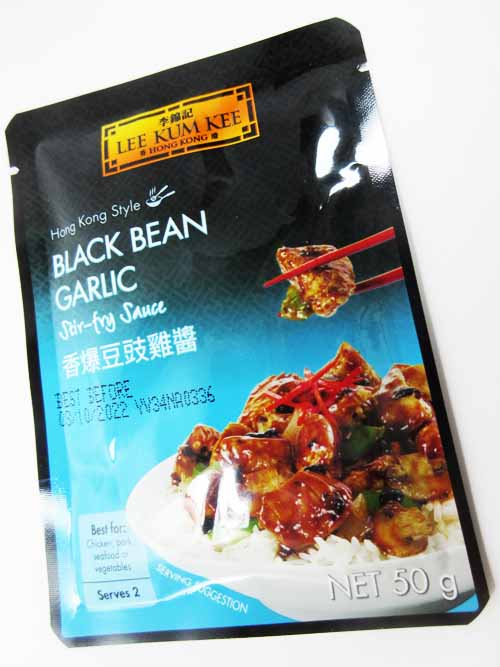 李錦記
LEE KUM KEE
香 HONG KONG 港
Hong Kong Style
BLACK BEAN
GARLIC
Stir-fry Sauce
香爆豆豉雞醬
BEST BEFORE
03/10/2022 YV34NA0336
Best for:
Chicken, pork,
seafood or
vegetables
Serves 2
SERVING SUGGESTION
NET 50 g